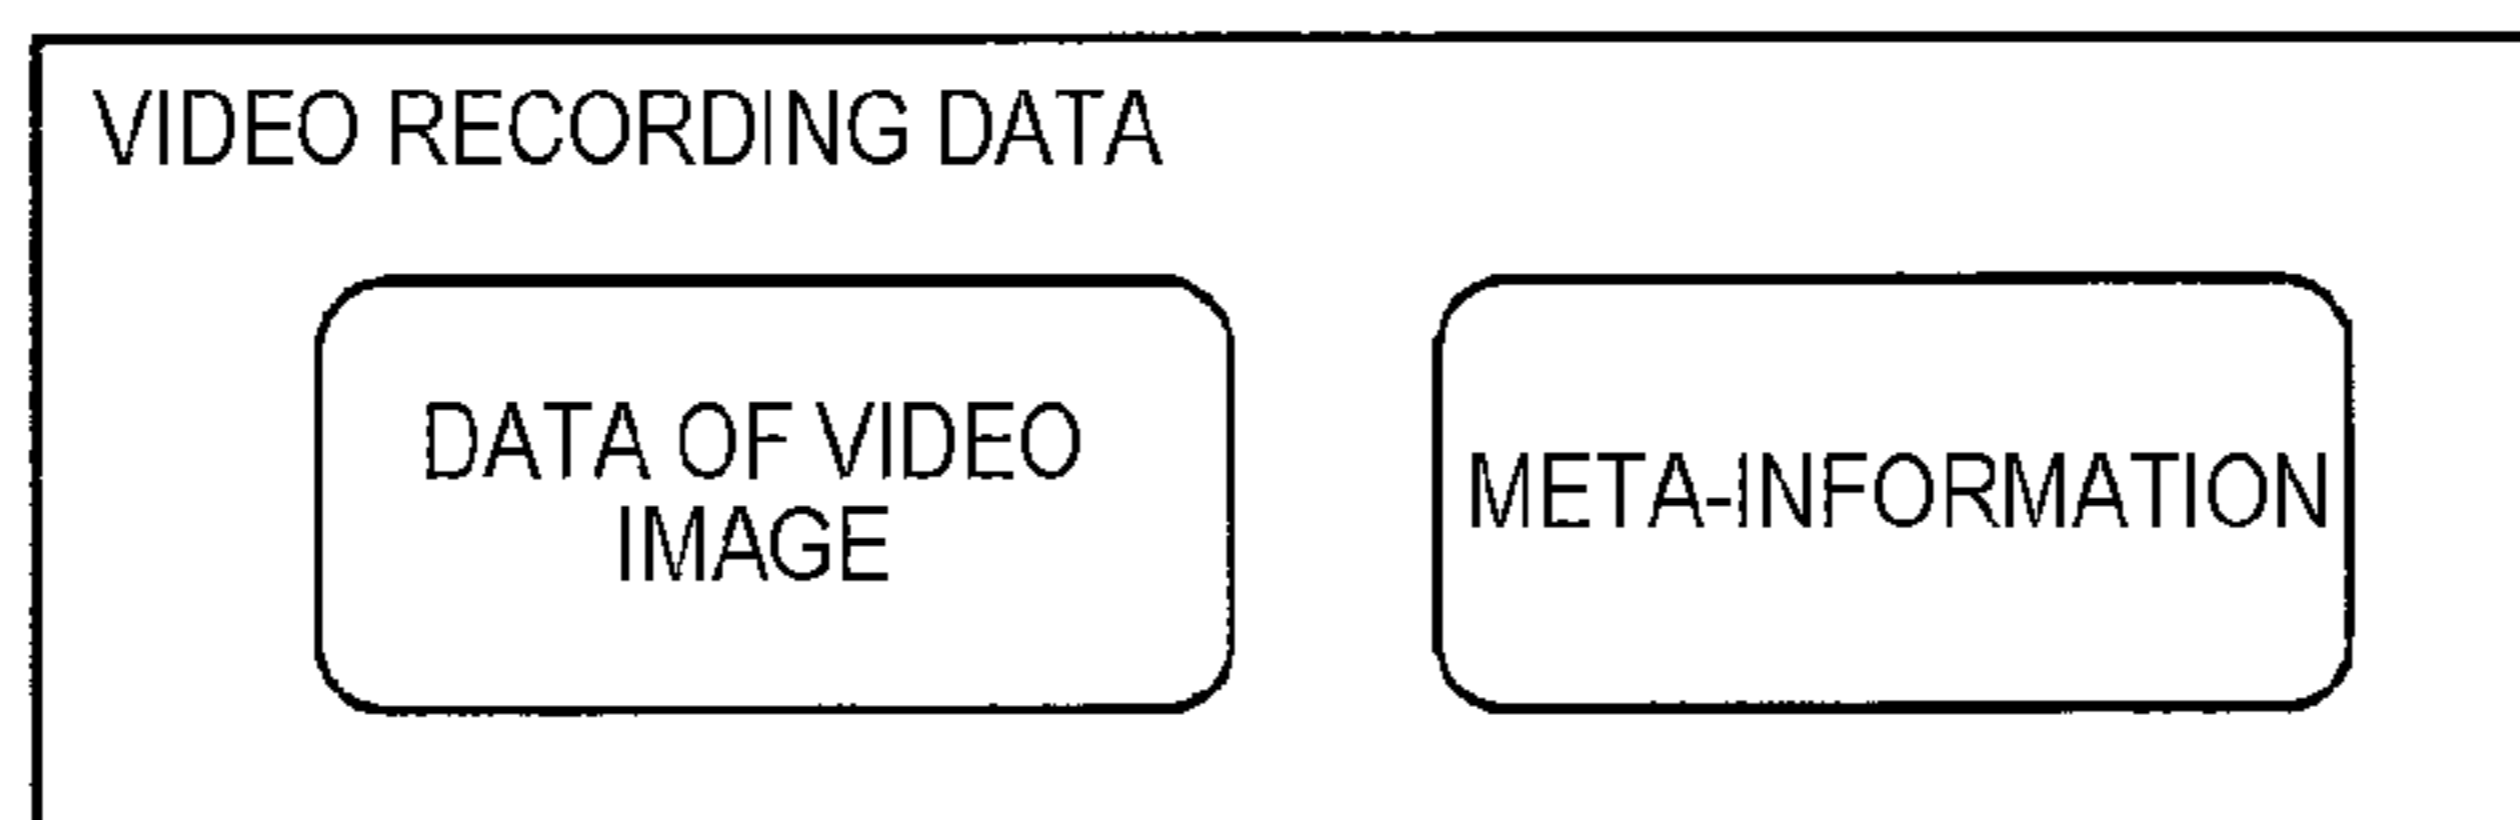 VIDEO RECORDING DATA
DATA OF VIDEO
IMAGE
META-INFORMATION